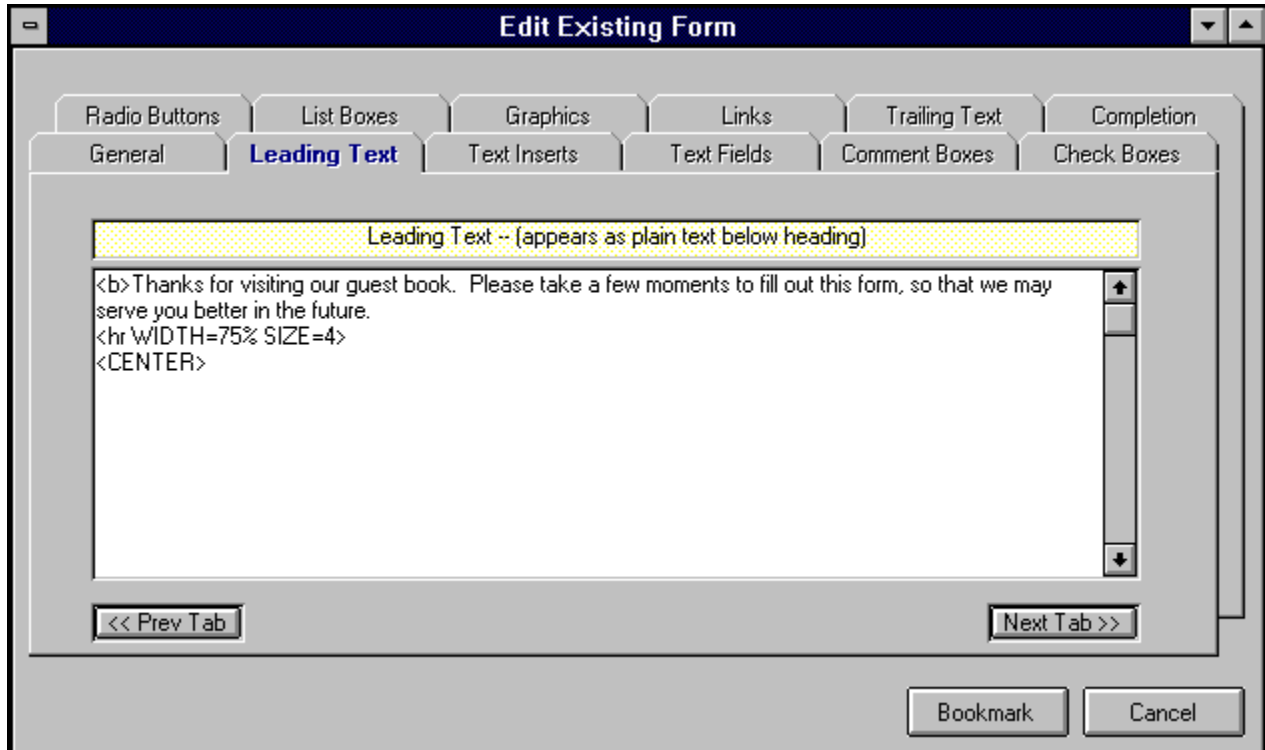 Edit Existing Form
Radio Buttons List Boxes Graphics Links Trailing Text Completion
General Leading Text Text Inserts Text Fields Comment Boxes Check Boxes
Leading Text -- (appears as plain text below heading)
<b>Thanks for visiting our guest book.  Please take a few moments to fill out this form, so that we may
serve you better in the future.
<hr WIDTH=75% SIZE=4>
<CENTER>
<< Prev Tab Next Tab >>
Bookmark Cancel